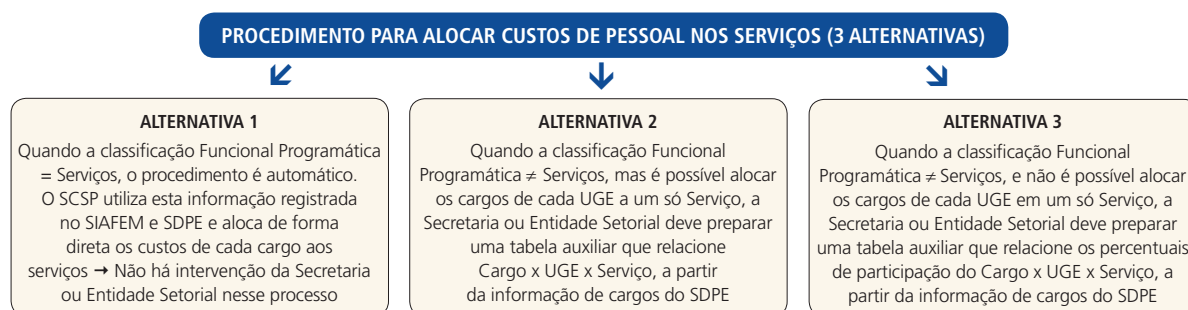 PROCEDIMENTO PARA ALOCAR CUSTOS DE PESSOAL NOS SERVIÇOS (3 ALTERNATIVAS)
ALTERNATIVA 1
Quando a classificação Funcional Programática
= Serviços, o procedimento é automático.
O SCSP utiliza esta informação registrada
no SIAFEM e SDPE e aloca de forma
direta os custos de cada cargo aos
serviços → Não há intervenção da Secretaria
ou Entidade Setorial nesse processo
ALTERNATIVA 2
Quando a classificação Funcional
Programática ≠ Serviços, mas é possível alocar
os cargos de cada UGE a um só Serviço, a
Secretaria ou Entidade Setorial deve preparar
uma tabela auxiliar que relacione
Cargo x UGE x Serviço, a partir
da informação de cargos do SDPE
ALTERNATIVA 3
Quando a classificação Funcional
Programática ≠ Serviços, e não é possível alocar
os cargos de cada UGE em um só Serviço, a
Secretaria ou Entidade Setorial deve preparar
uma tabela auxiliar que relacione os percentuais
de participação do Cargo x UGE x Serviço, a
partir da informação de cargos do SDPE